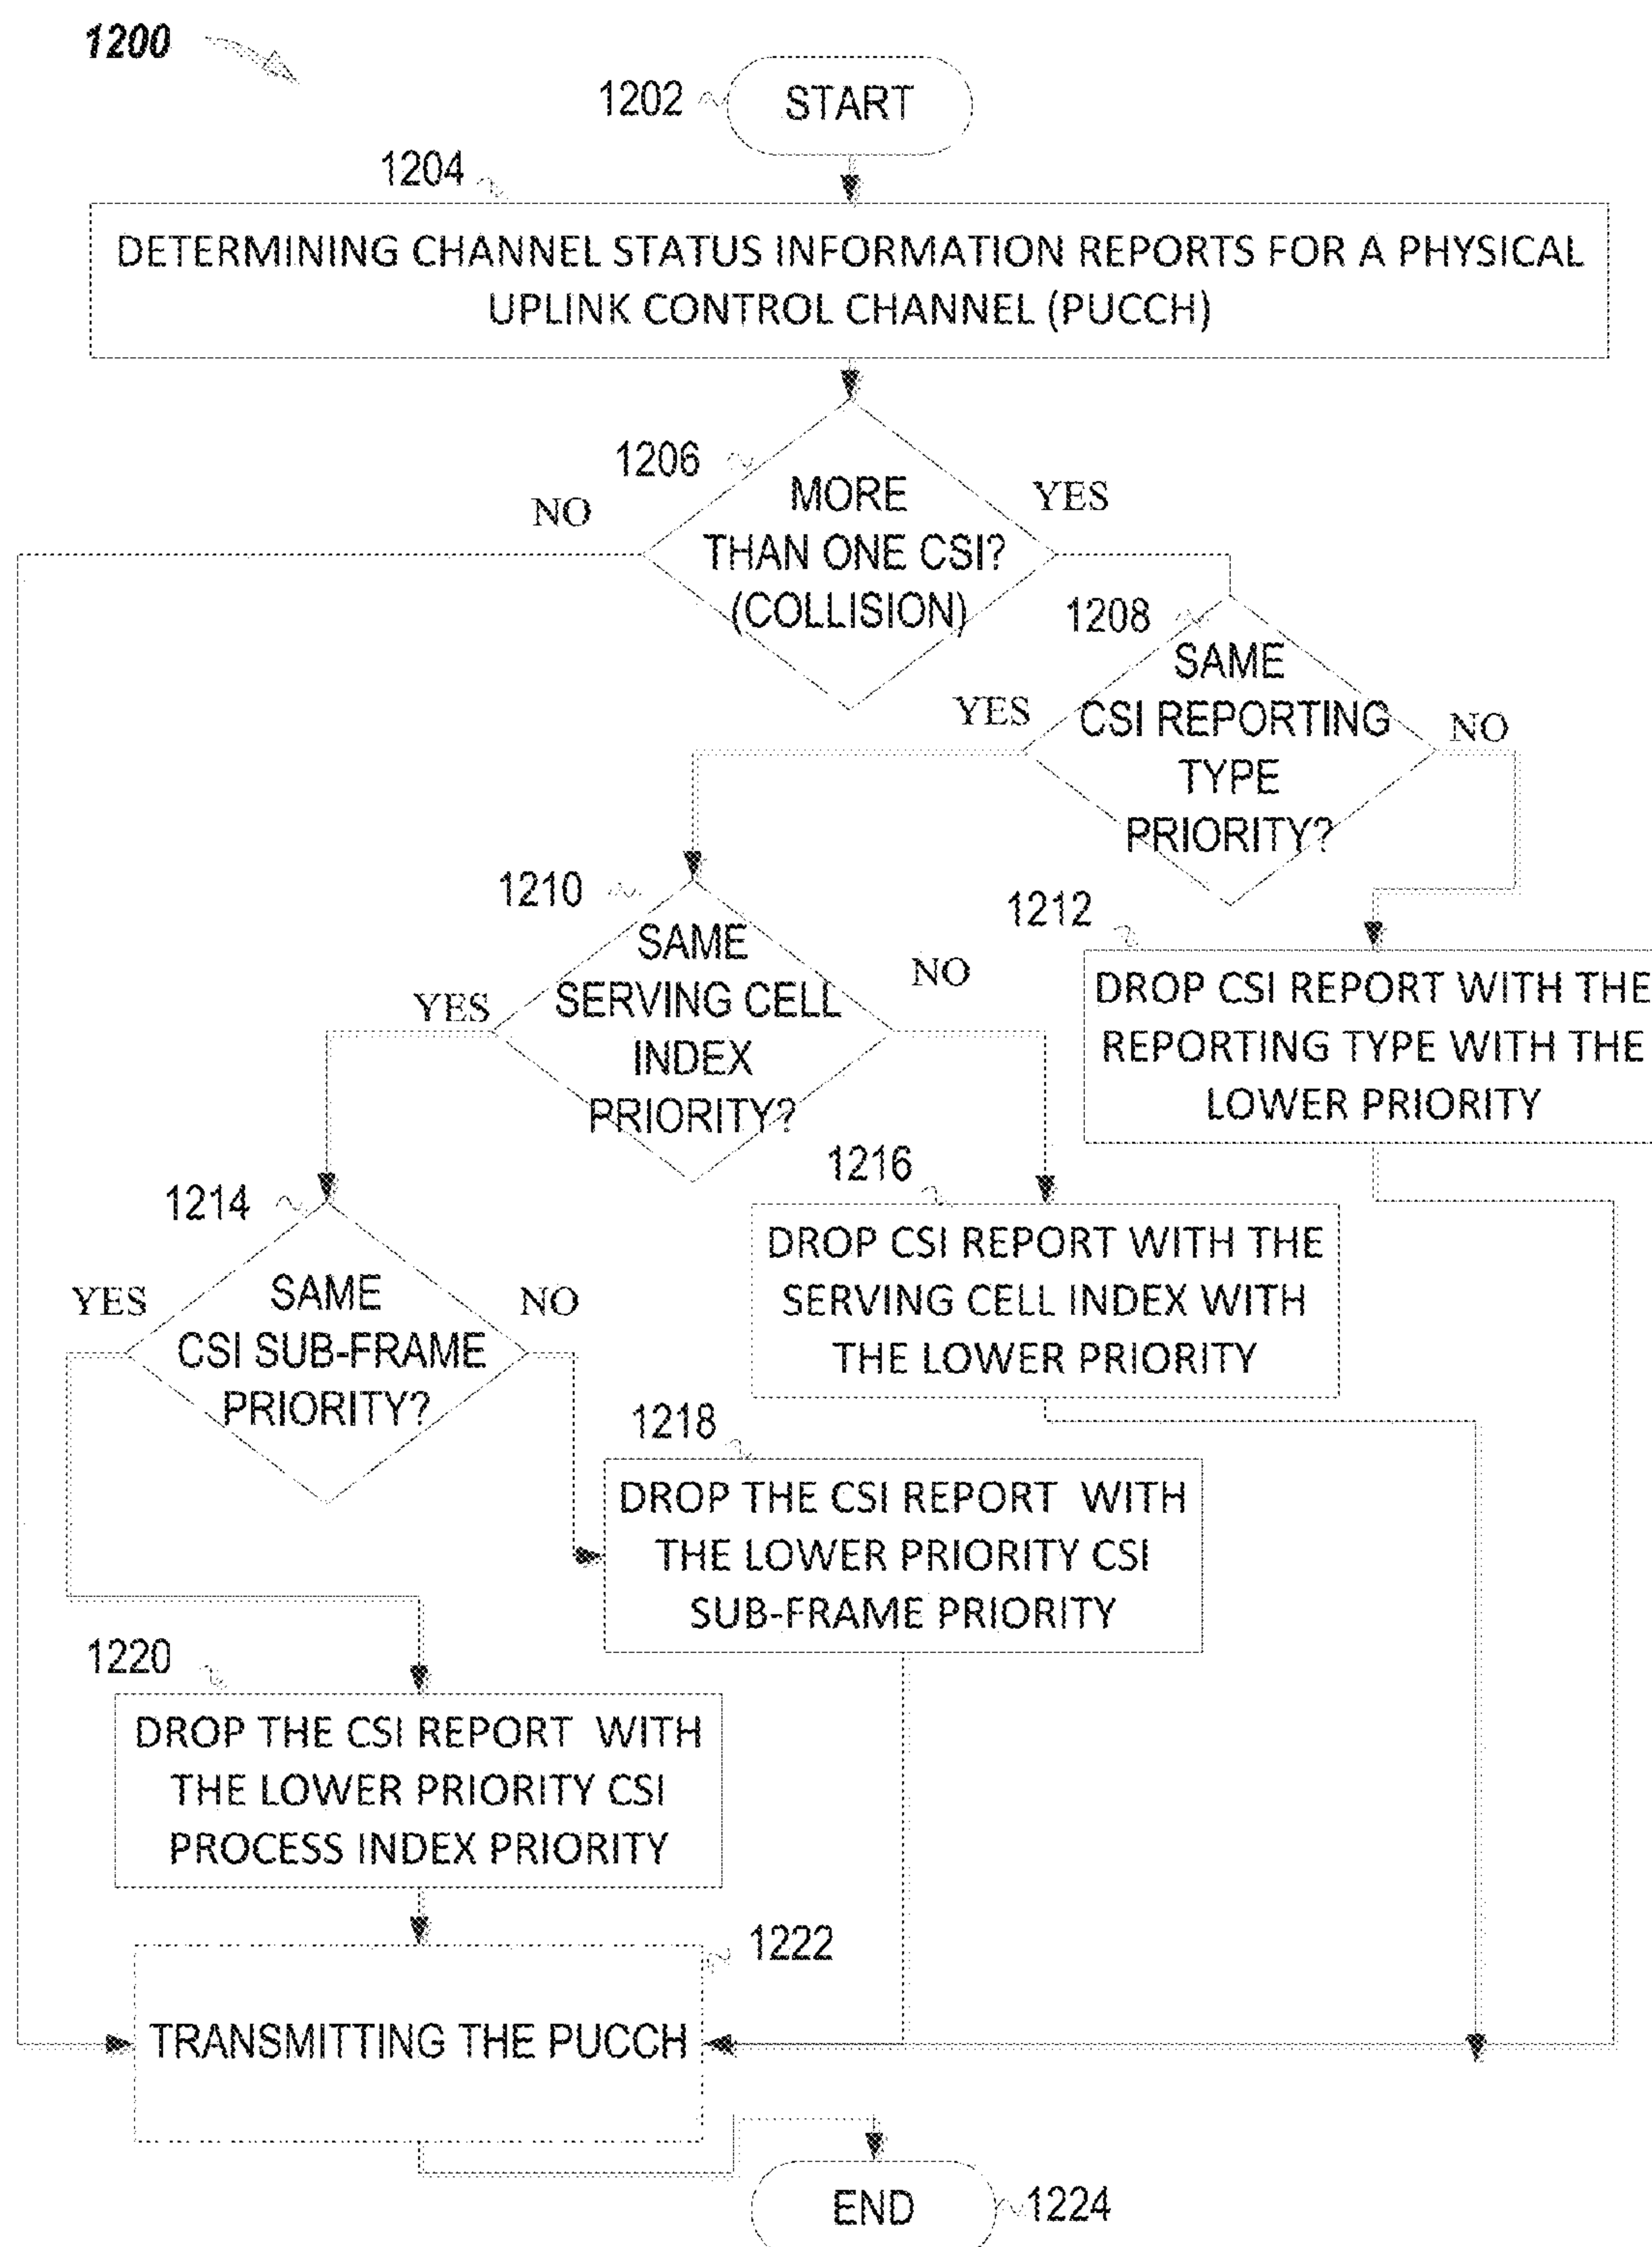 1200
1202
START
1204
DETERMINING CHANNEL STATUS INFORMATION REPORTS FOR A PHYSICAL
UPLINK CONTROL CHANNEL (PUCCH)
1206
NO
YES
MORE
THAN ONE CSI?
(COLLISION)
1208
YES
NO
SAME
CSI REPORTING
TYPE
PRIORITY?
1210
YES
NO
SAME
SERVING CELL
INDEX
PRIORITY?
1212
DROP CSI REPORT WITH THE
REPORTING TYPE WITH THE
LOWER PRIORITY
1214
YES
NO
SAME
CSI SUB-FRAME
PRIORITY?
1216
DROP CSI REPORT WITH THE
SERVING CELL INDEX WITH
THE LOWER PRIORITY
1218
DROP THE CSI REPORT WITH
THE LOWER PRIORITY CSI
SUB-FRAME PRIORITY
1220
DROP THE CSI REPORT WITH
THE LOWER PRIORITY CSI
PROCESS INDEX PRIORITY
1222
TRANSMITTING THE PUCCH
END
1224